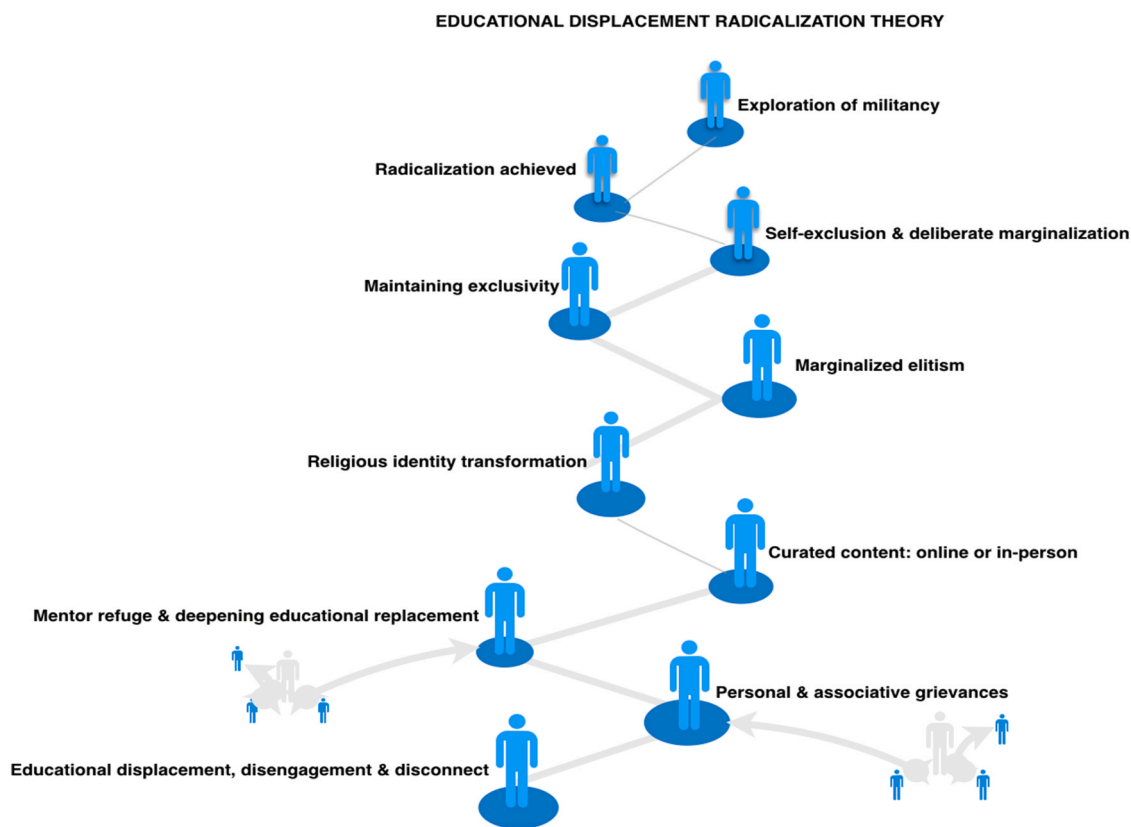 EDUCATIONAL DISPLACEMENT RADICALIZATION THEORY
Exploration of militancy
Radicalization achieved
Self-exclusion & deliberate marginalization
Maintaining exclusivity
Marginalized elitism
Religious identity transformation
Curated content: online or in-person
Mentor refuge & deepening educational replacement
Personal & associative grievances
Educational displacement, disengagement & disconnect